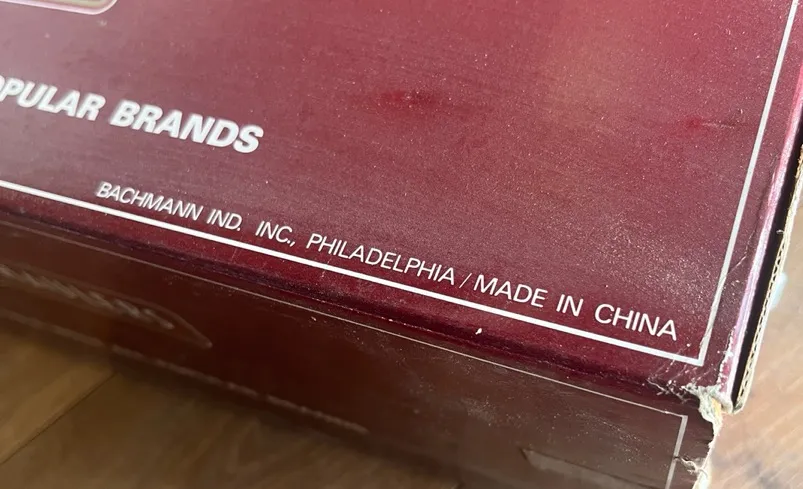 OPULAR BRANDS
BACHMANN IND. INC., PHILADELPHIA / MADE IN CHINA